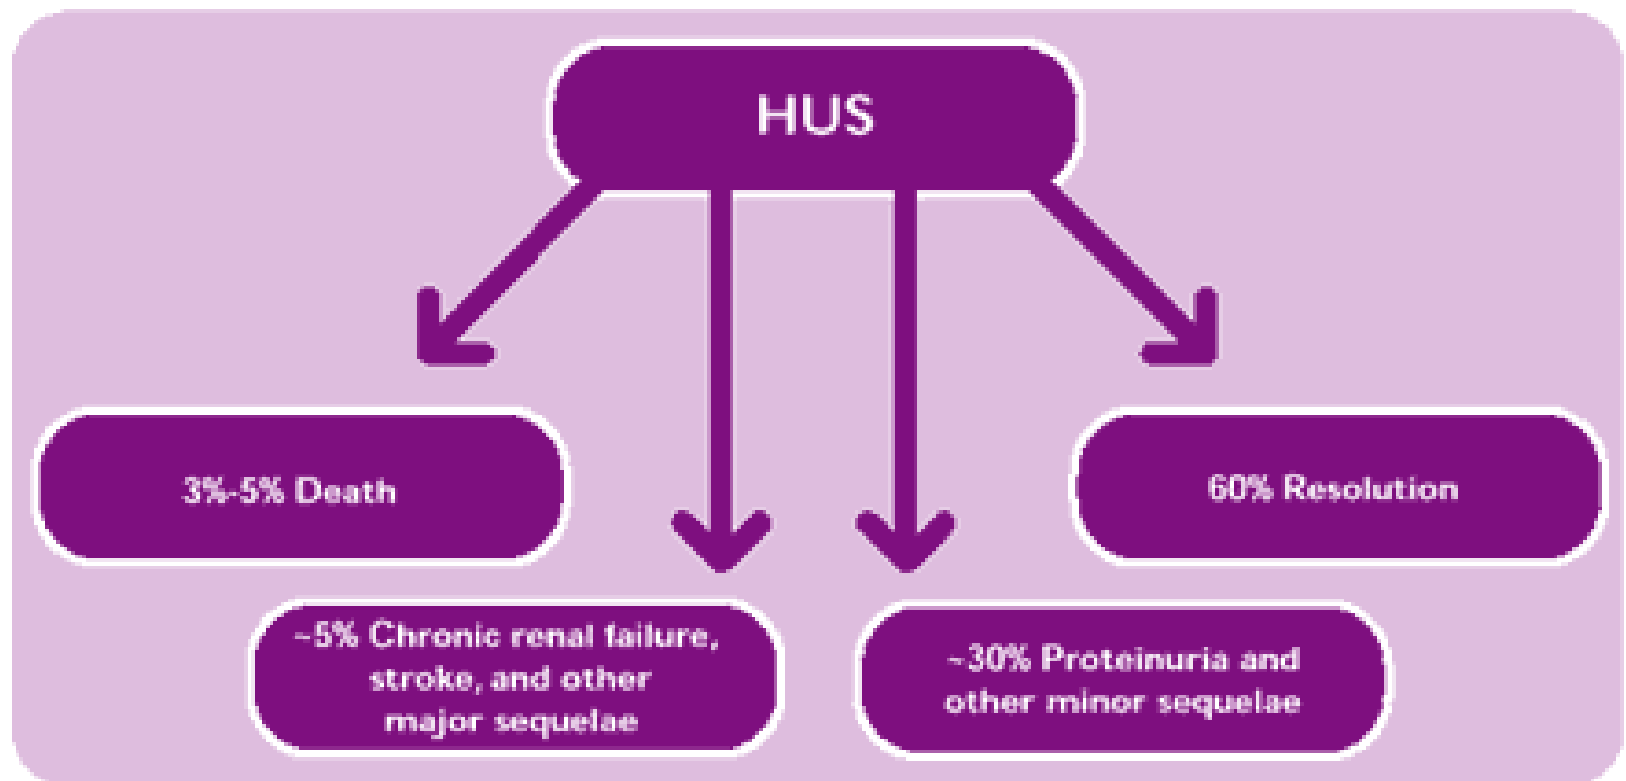 HUS
3%-5% Death
60% Resolution
~5% Chronic renal failure,
stroke, and other
major sequelae
~30% Proteinuria and
other minor sequelae